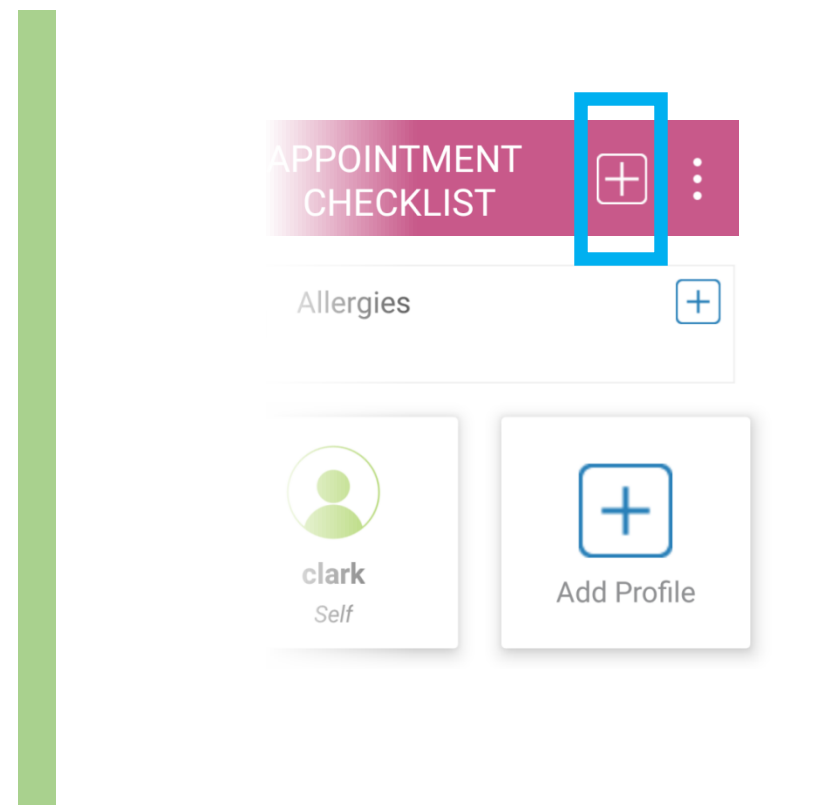 APPOINTMENT
CHECKLIST
Allergies
clark
Self
Add Profile